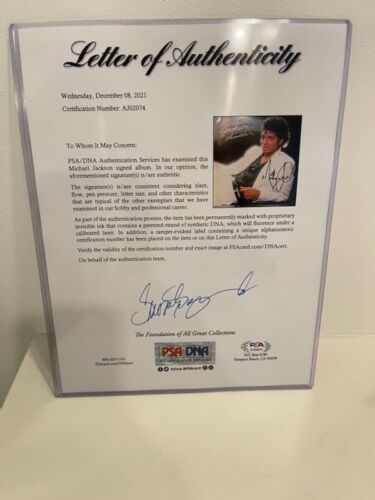 Letter of Authenticity
Wednesday, December 08, 2021
Certification Number: AJ02074
To Whom It May Concern:
PSA/DNA Authentication Services has examined this
Michael Jackson signed album. In our opinion, the
aforementioned signature(s) is/are authentic.
The signature(s) is/are consistent considering slant,
flow, pen pressure, letter size, and other characteristics
that are typical of the other exemplars that we have
examined in our hobby and professional career.
As part of the authentication process, the item has been permanently marked with proprietary
invisible ink that contains a patented strand of synthetic DNA, which will fluoresce under a
calibrated laser. In addition, a tamper-evident label containing a unique alphanumeric
certification number has been placed on the item or on this Letter of Authenticity.
Verify the validity of the certification number and exact image at PSAcard.com/DNAcert.
On behalf of the authentication team,
The Foundation of All Great Collections
PSA DNA
AUTHENTICATION SERVICES
Follow @PSAcard
PSAcard.com/DNAcert
PSA
P.O. Box 6180
Newport Beach, CA 92658